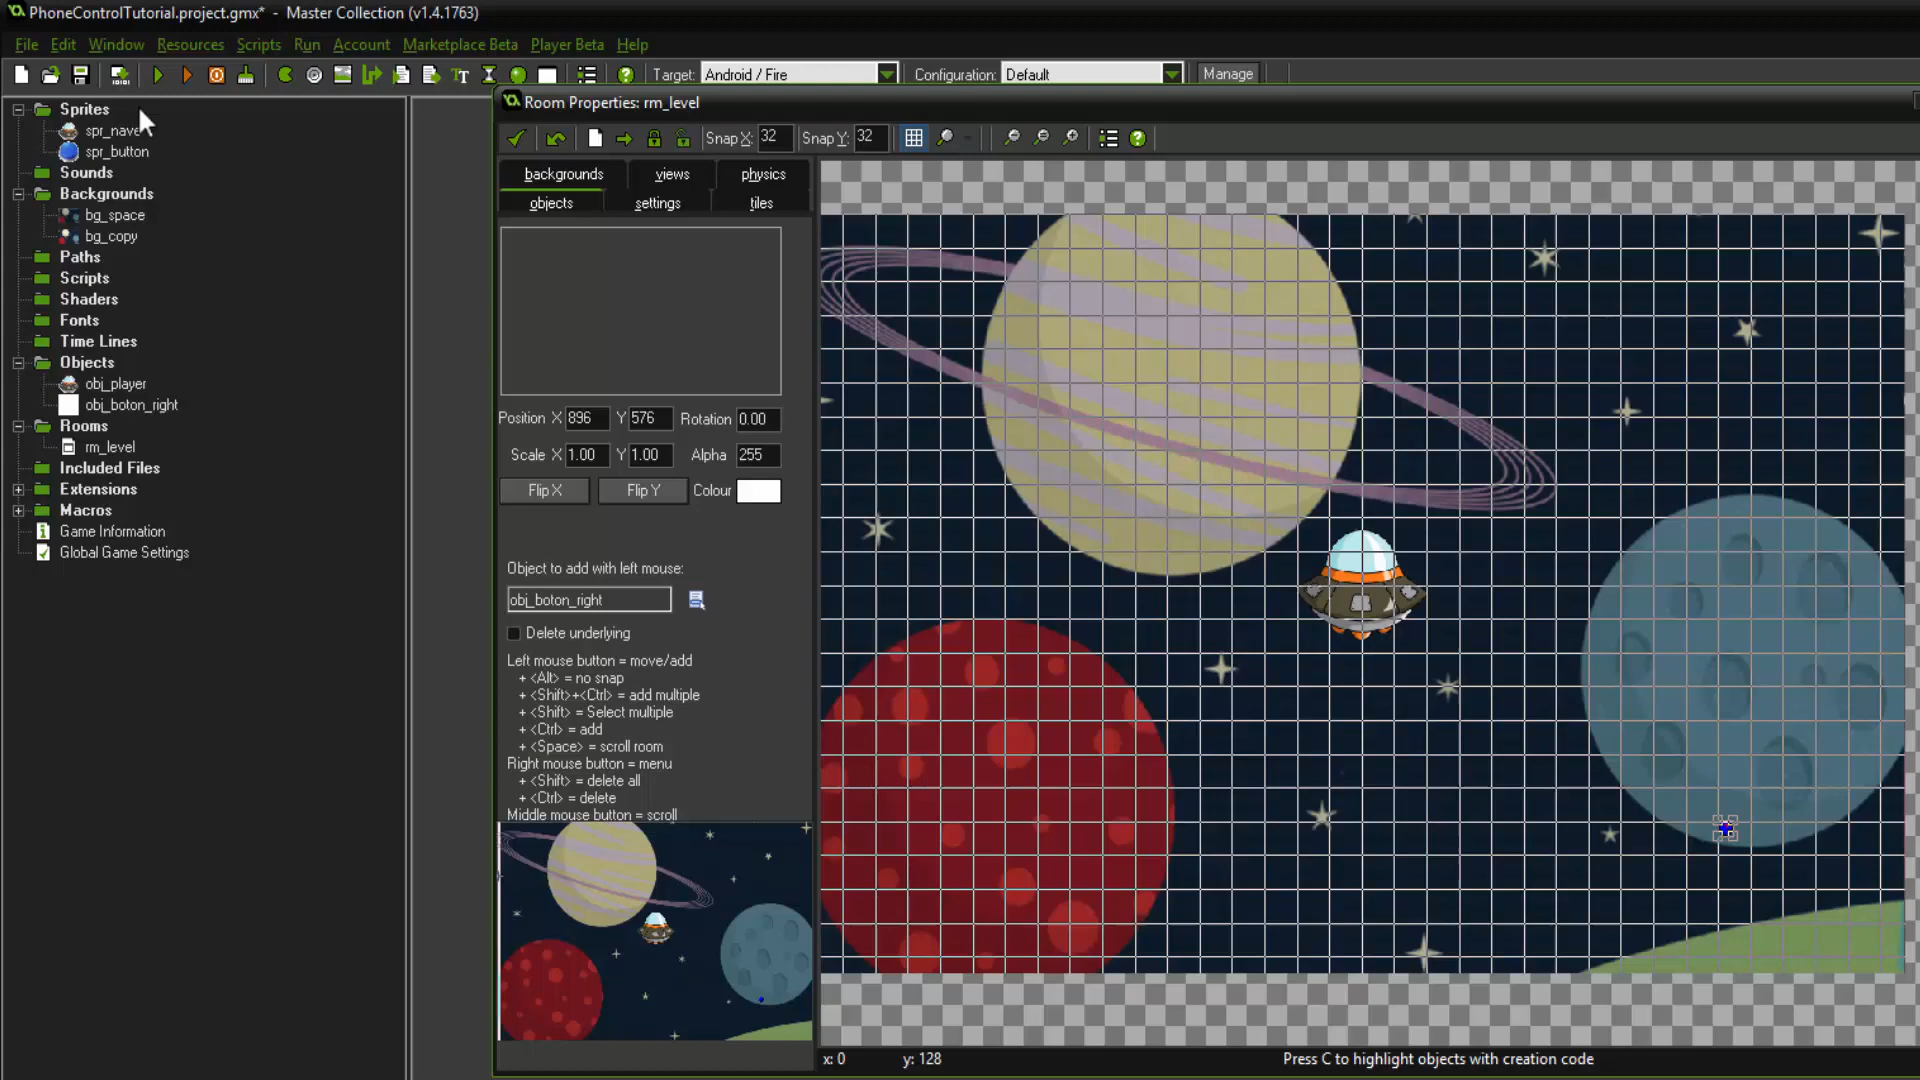 PhoneControlTutorial.project.gmx* - Master Collection (v1.4.1763)
File Edit Window Resources Scripts Run Account Marketplace Beta Player Beta Help
Target: Android / Fire Configuration: Default Manage
Room Properties: rm_level
Snap X: 32 Snap Y: 32
Sprites
spr_nave
spr_button
Sounds
Backgrounds
bg_space
bg_copy
Paths
Scripts
Shaders
Fonts
Time Lines
Objects
obj_player
obj_boton_right
Rooms
rm_level
Included Files
Extensions
Macros
Game Information
Global Game Settings
backgrounds views physics
objects settings tiles
Position X 896 Y 576 Rotation 0.00
Scale X 1.00 Y 1.00 Alpha 255
Flip X Flip Y Colour
Object to add with left mouse:
obj_boton_right
Delete underlying
Left mouse button = move/add
+ <Alt> = no snap
+ <Shift>+<Ctrl> = add multiple
+ <Shift> = Select multiple
+ <Ctrl> = add
+ <Space> = scroll room
Right mouse button = menu
+ <Shift> = delete all
+ <Ctrl> = delete
Middle mouse button = scroll
x: 0 y: 128 Press C to highlight objects with creation code